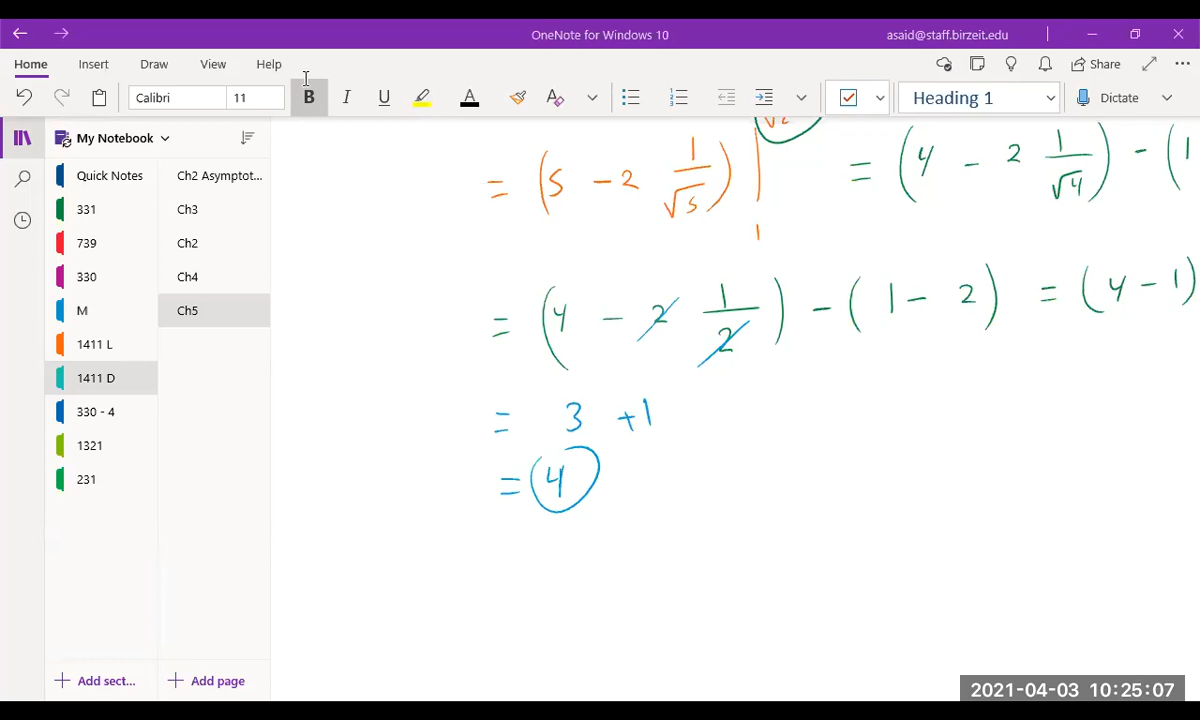 OneNote for Windows 10
asaid@staff.birzeit.edu
Home Insert Draw View Help
Share
Calibri 11 B I U A Heading 1 Dictate
My Notebook
Quick Notes
331
739
330
M
1411 L
1411 D
330 - 4
1321
231
Ch2 Asymptot...
Ch3
Ch2
Ch4
Ch5
= (5 - 2 1/√5) | 1
= (4 - 2 1/√4) - (1
= (4 - 2 1/2) - (1 - 2) = (4 - 1)
= 3 + 1
= 4
+ Add sect...
+ Add page
2021-04-03 10:25:07